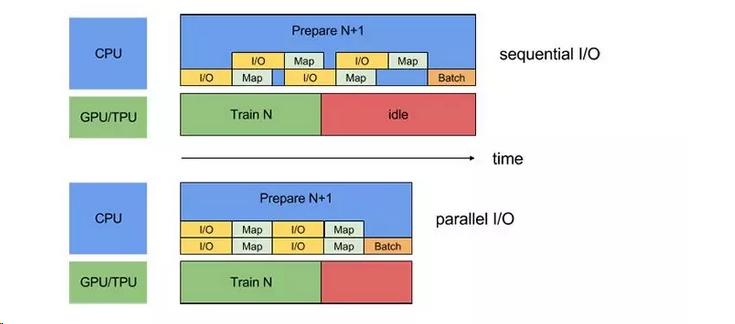 CPU
Prepare N+1
I/O Map I/O Map
I/O Map I/O Map Batch
sequential I/O
GPU/TPU
Train N
idle
time
CPU
Prepare N+1
I/O Map I/O Map
I/O Map I/O Map Batch
parallel I/O
GPU/TPU
Train N